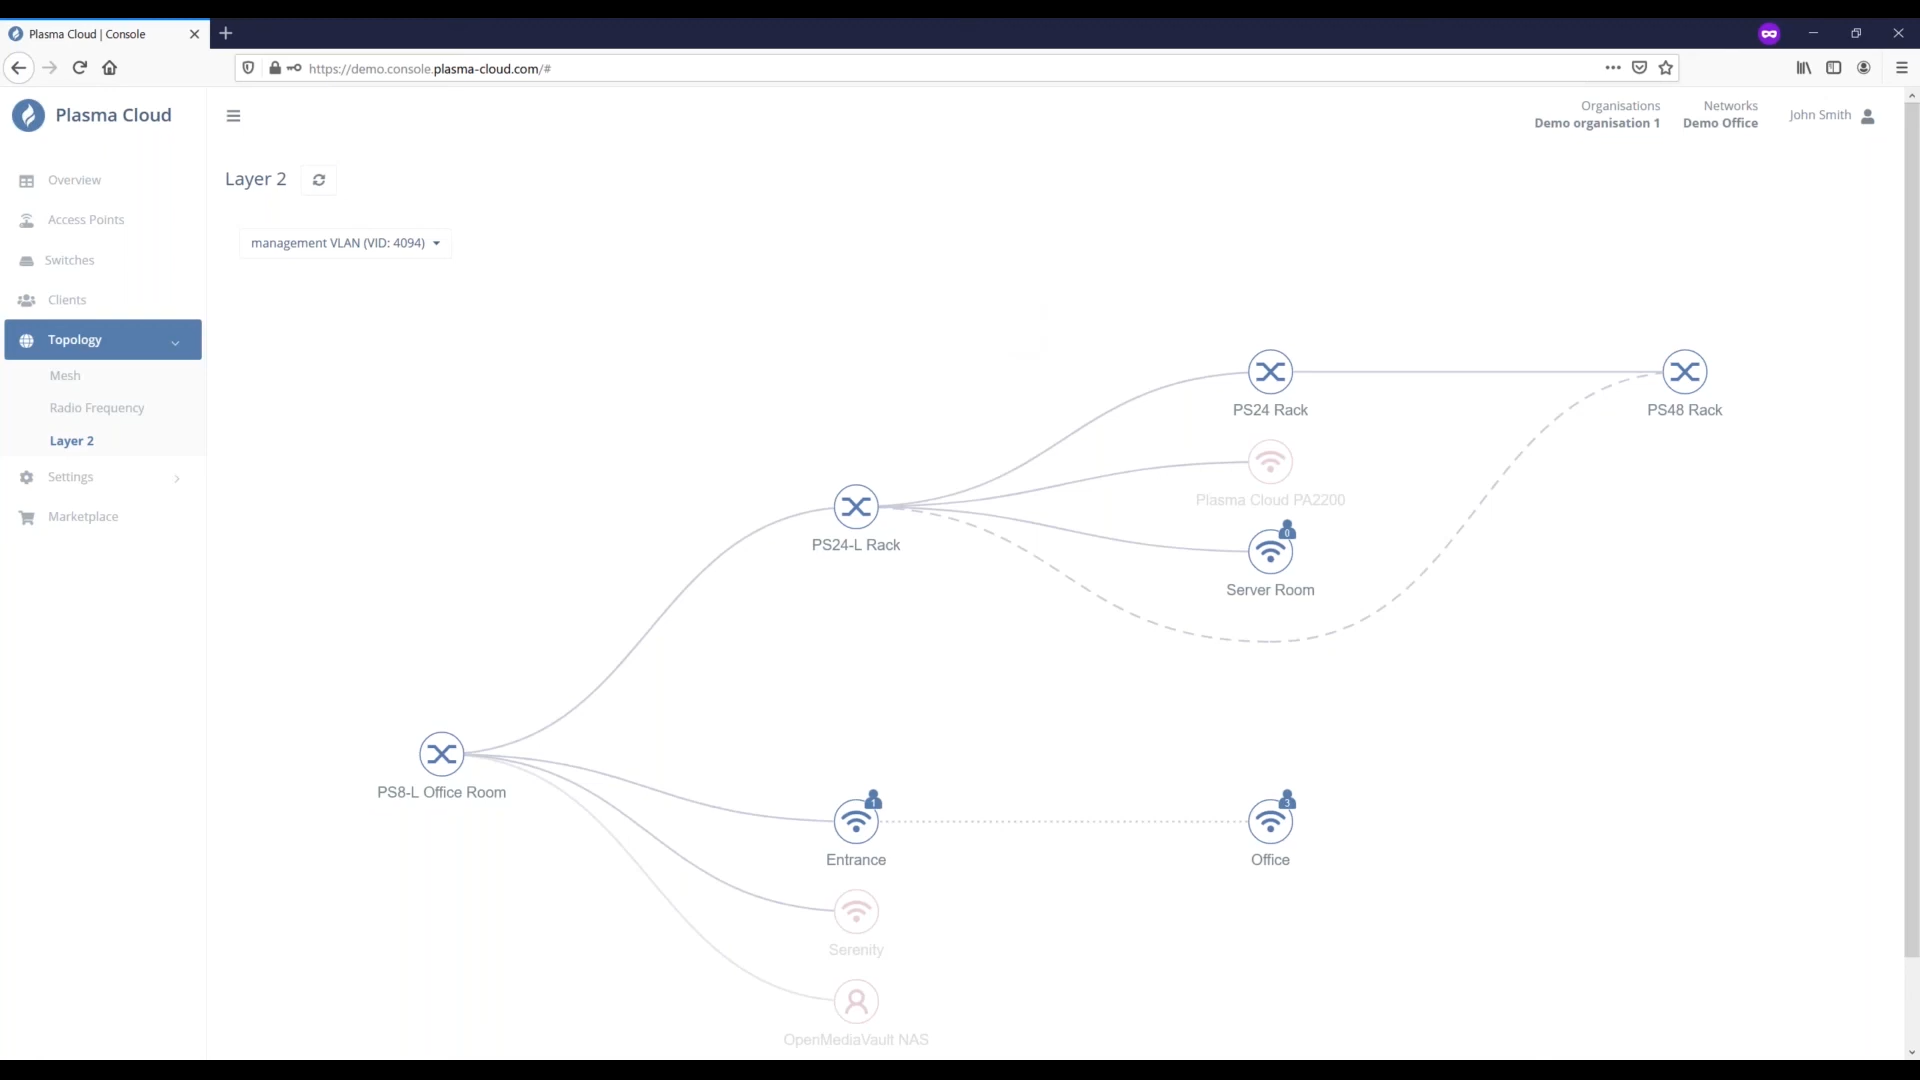 Plasma Cloud | Console
https://demo.console.plasma-cloud.com/#
Plasma Cloud
Organisations
Demo organisation 1
Networks
Demo Office
John Smith
Overview
Access Points
Switches
Clients
Topology
Mesh
Radio Frequency
Layer 2
Settings
Marketplace
Layer 2
management VLAN (VID: 4094)
PS24 Rack
PS48 Rack
Plasma Cloud PA2200
PS24-L Rack
0
Server Room
PS8-L Office Room
1
Entrance
3
Office
Serenity
OpenMediaVault NAS